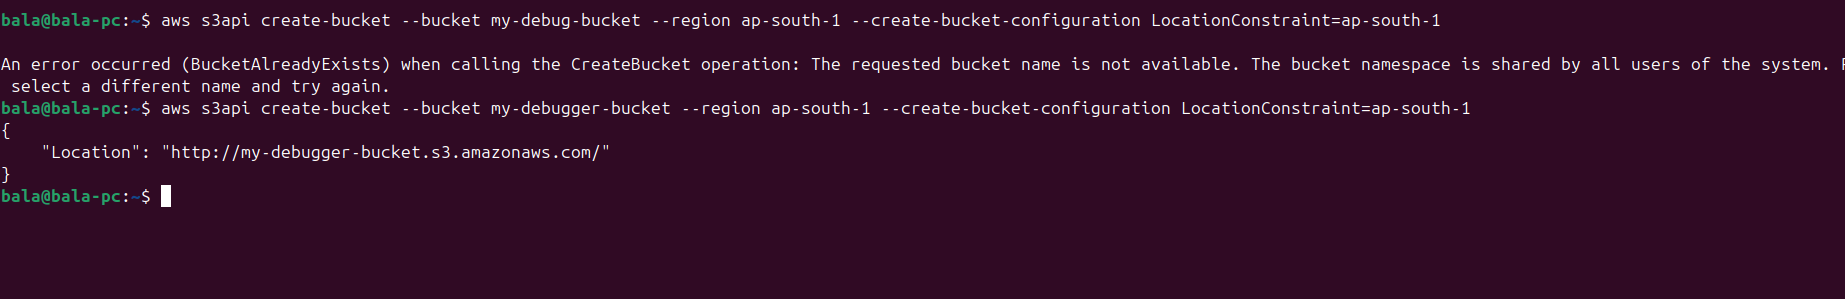 bala@bala-pc:~$ aws s3api create-bucket --bucket my-debug-bucket --region ap-south-1 --create-bucket-configuration LocationConstraint=ap-south-1
An error occurred (BucketAlreadyExists) when calling the CreateBucket operation: The requested bucket name is not available. The bucket namespace is shared by all users of the system.
select a different name and try again.
bala@bala-pc:~$ aws s3api create-bucket --bucket my-debugger-bucket --region ap-south-1 --create-bucket-configuration LocationConstraint=ap-south-1
{
    "Location": "http://my-debugger-bucket.s3.amazonaws.com/"
}
bala@bala-pc:~$